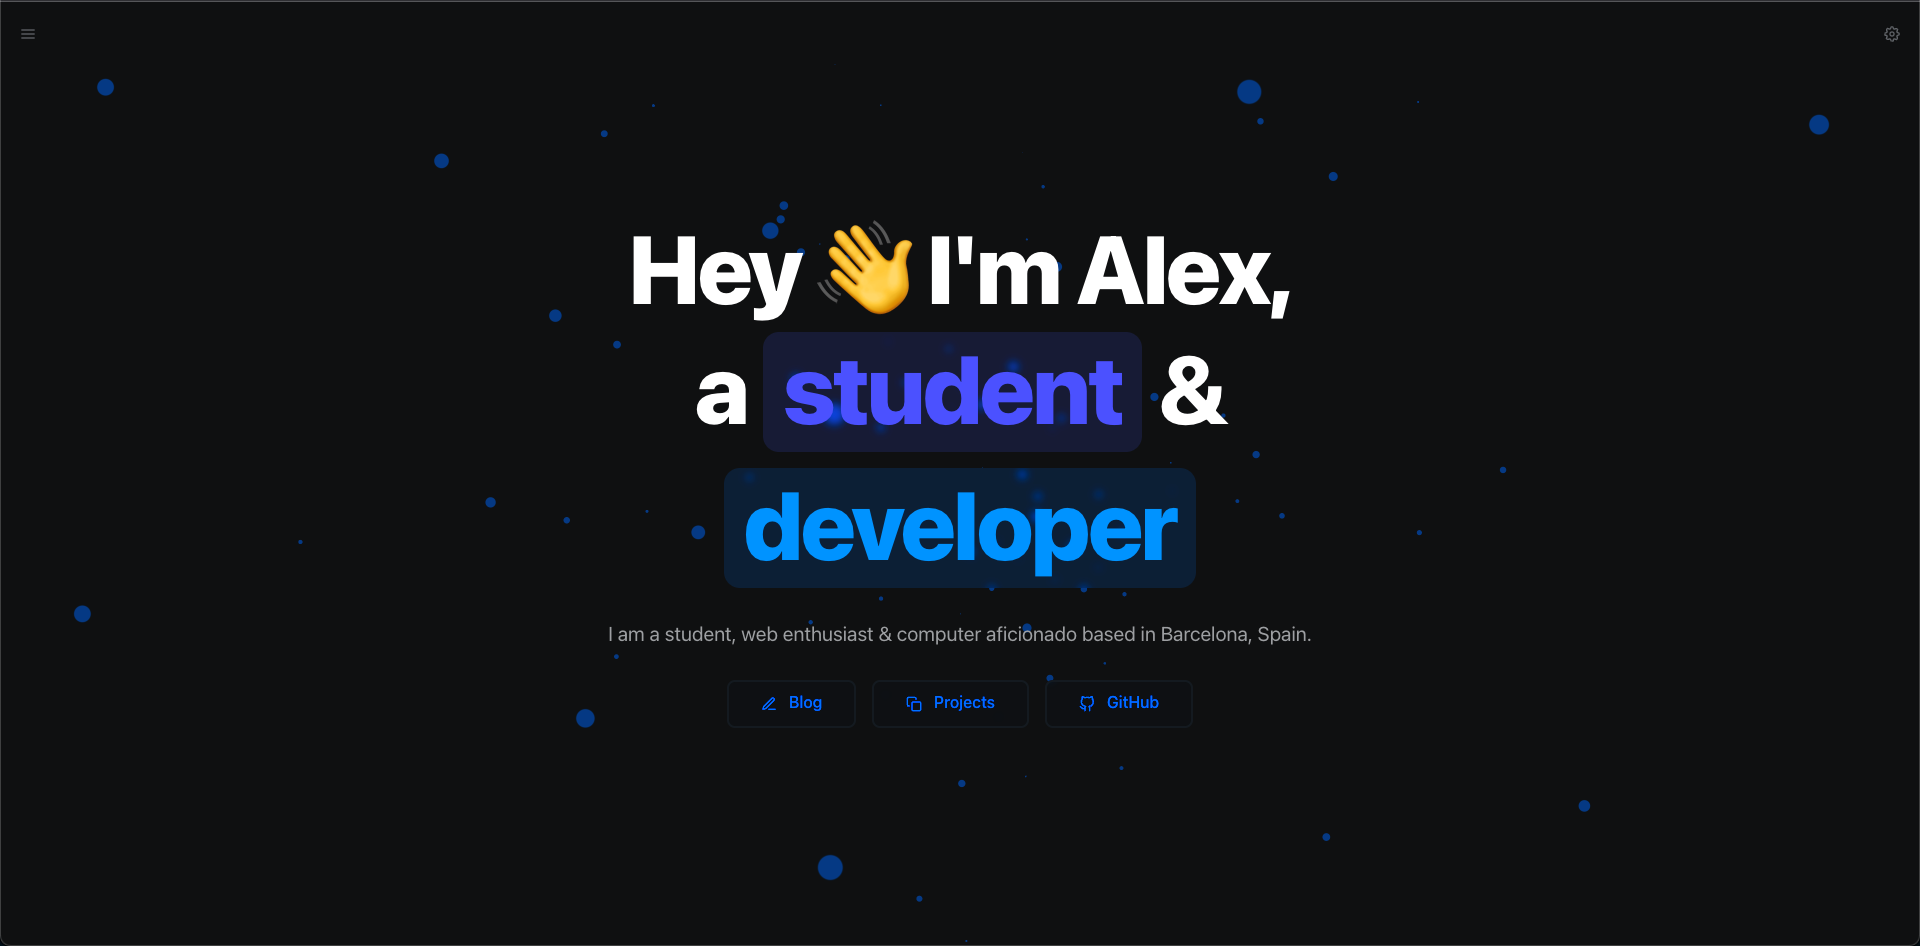 Hey 👋 I'm Alex,
a student &
developer
I am a student, web enthusiast & computer aficionado based in Barcelona, Spain.
Blog
Projects
GitHub